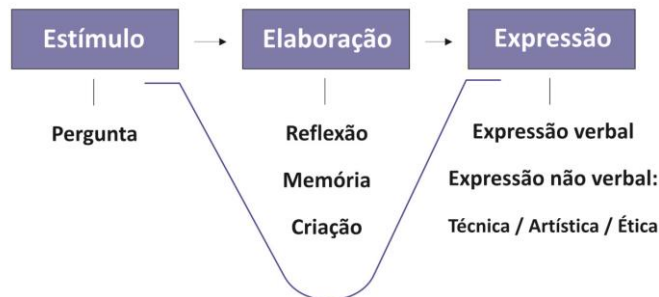 Estímulo
Elaboração
Expressão
Pergunta
Reflexão
Memória
Criação
Expressão verbal
Expressão não verbal:
Técnica / Artística / Ética